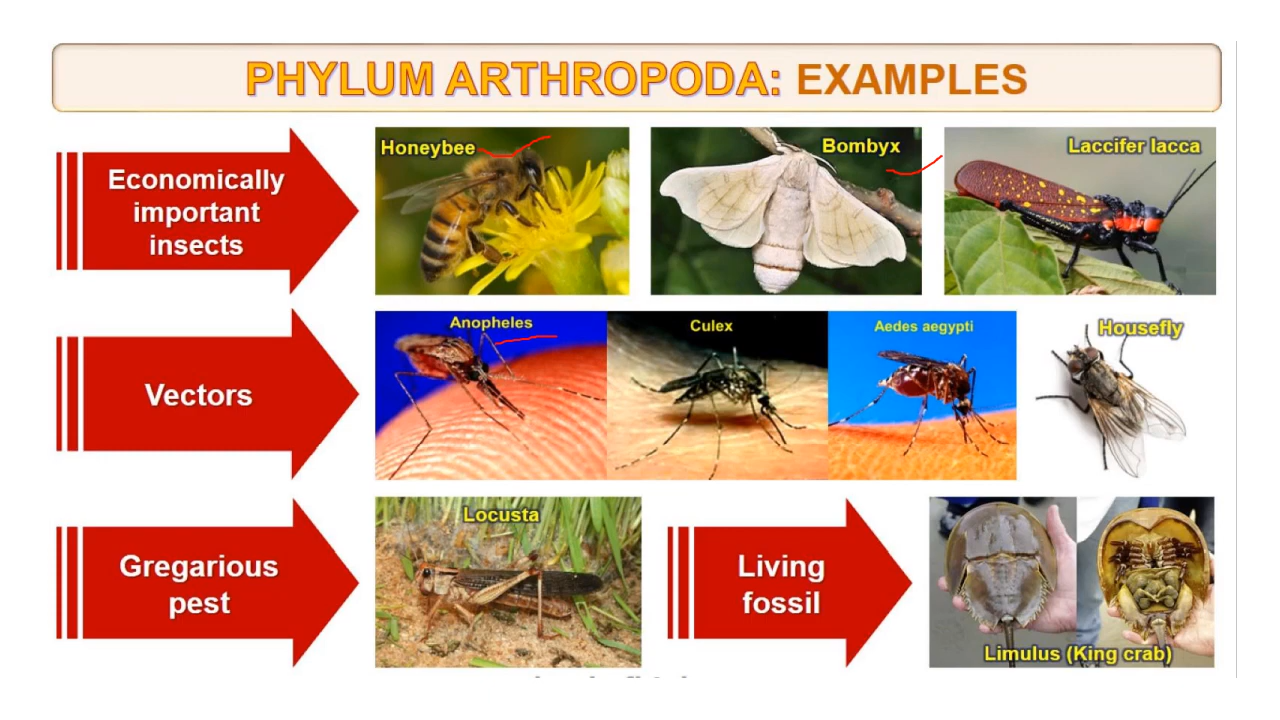 PHYLUM ARTHROPODA: EXAMPLES
Economically
important
insects
Honeybee
Bombyx
Laccifer lacca
Vectors
Anopheles
Culex
Aedes aegypti
Housefly
Gregarious
pest
Locusta
Living
fossil
Limulus (King crab)